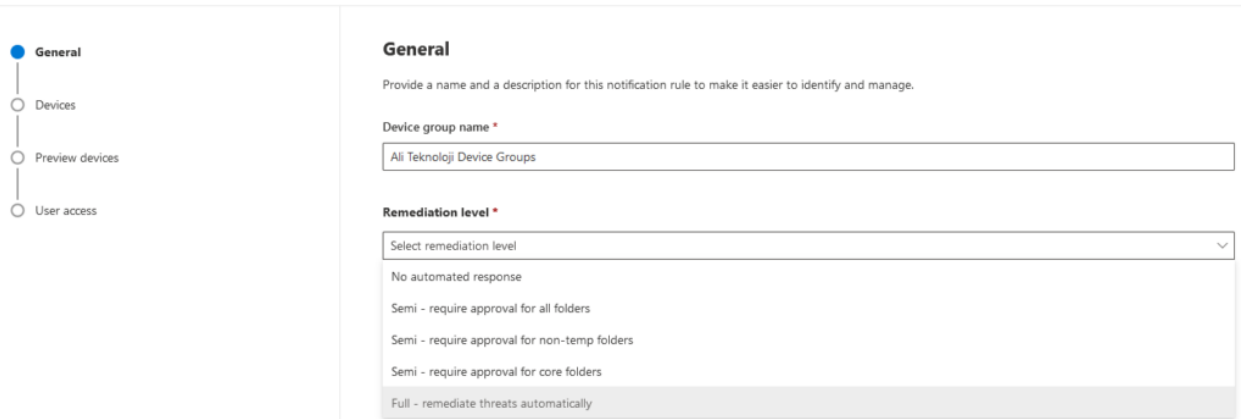 General
Devices
Preview devices
User access
General
Provide a name and a description for this notification rule to make it easier to identify and manage.
Device group name *
Ali Teknoloji Device Groups
Remediation level *
Select remediation level
No automated response
Semi - require approval for all folders
Semi - require approval for non-temp folders
Semi - require approval for core folders
Full - remediate threats automatically